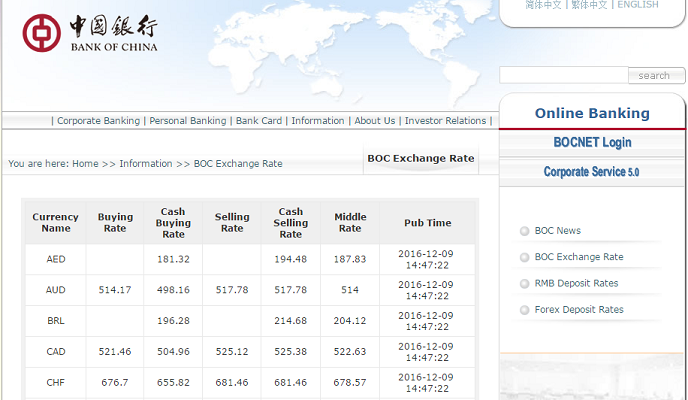 简体中文 | 繁体中文 | ENGLISH
中國銀行
BANK OF CHINA
search
| Corporate Banking | Personal Banking | Bank Card | Information | About Us | Investor Relations |
Online Banking
BOCNET Login
Corporate Service 5.0
You are here: Home >> Information >> BOC Exchange Rate
BOC Exchange Rate
Currency Name Buying Rate Cash Buying Rate Selling Rate Cash Selling Rate Middle Rate Pub Time
AED 181.32 194.48 187.83 2016-12-09 14:47:22
AUD 514.17 498.16 517.78 517.78 514 2016-12-09 14:47:22
BRL 196.28 214.68 204.12 2016-12-09 14:47:22
CAD 521.46 504.96 525.12 525.38 522.63 2016-12-09 14:47:22
CHF 676.7 655.82 681.46 681.46 678.57 2016-12-09 14:47:22
BOC News
BOC Exchange Rate
RMB Deposit Rates
Forex Deposit Rates